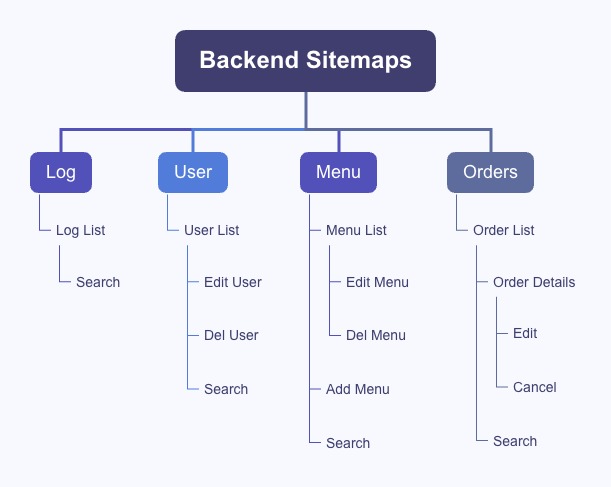 Backend Sitemaps
Log
User
Menu
Orders
Log List
Search
User List
Edit User
Del User
Search
Menu List
Edit Menu
Del Menu
Add Menu
Search
Order List
Order Details
Edit
Cancel
Search